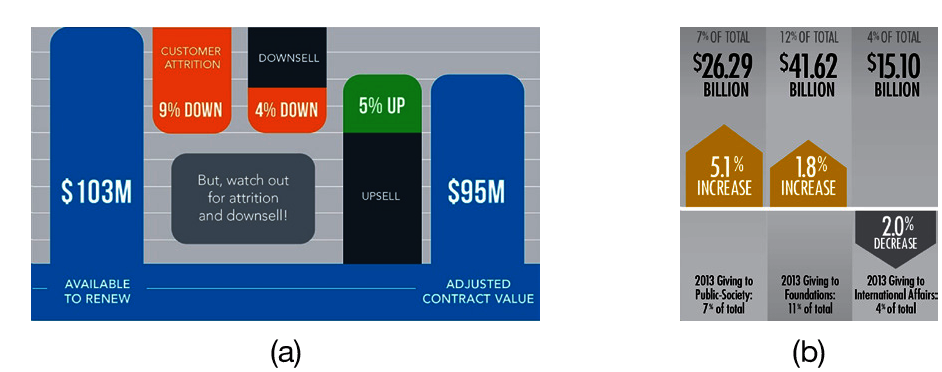 CUSTOMER
ATTRITION
9% DOWN
DOWNSELL
4% DOWN
5% UP
UPSELL
$103M
But, watch out
for attrition
and downsell!
$95M
AVAILABLE
TO RENEW
ADJUSTED
CONTRACT VALUE
(a)
7% OF TOTAL
$26.29
BILLION
12% OF TOTAL
$41.62
BILLION
4% OF TOTAL
$15.10
BILLION
5.1%
INCREASE
1.8%
INCREASE
2.0%
DECREASE
2013 Giving to
Public-Society:
7% of total
2013 Giving to
Foundations:
11% of total
2013 Giving to
International Affairs:
4% of total
(b)